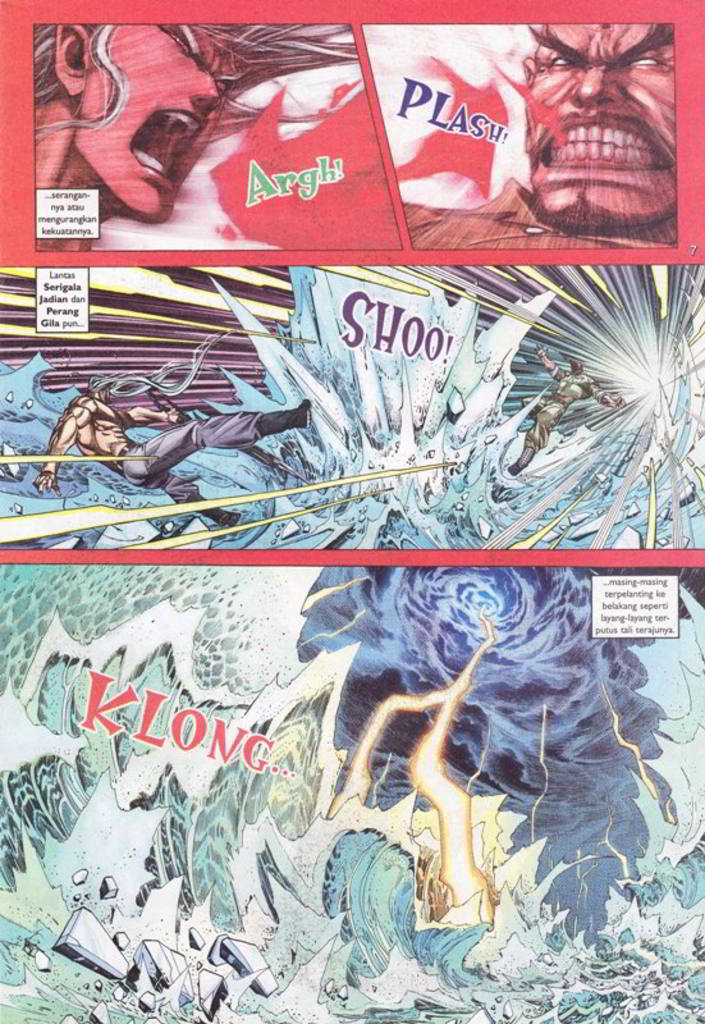 ...serangan-
nya atau
mengurangkan
kekuatannya.
Argh!
PLASH!
7
Lantas
Serigala
Jadian dan
Perang
Gila pun...
SHOO!
...masing-masing
terpelanting ke
belakang seperti
layang-layang ter-
putus tali terajunya.
KLONG...